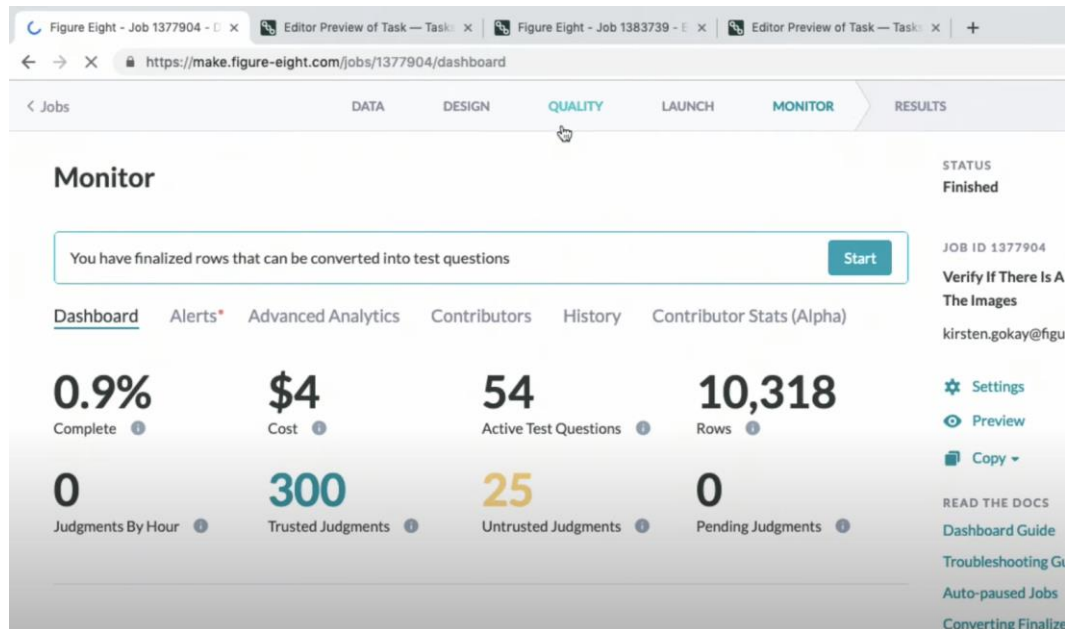 Figure Eight - Job 1377904 - D
Editor Preview of Task — Task
Figure Eight - Job 1383739 - E
Editor Preview of Task — Task
https://make.figure-eight.com/jobs/1377904/dashboard
< Jobs
DATA
DESIGN
QUALITY
LAUNCH
MONITOR
RESULTS
Monitor
You have finalized rows that can be converted into test questions
Start
Dashboard
Alerts*
Advanced Analytics
Contributors
History
Contributor Stats (Alpha)
0.9%
Complete
$4
Cost
54
Active Test Questions
10,318
Rows
0
Judgments By Hour
300
Trusted Judgments
25
Untrusted Judgments
0
Pending Judgments
STATUS
Finished
JOB ID 1377904
Verify If There Is A
The Images
kirsten.gokay@figu
Settings
Preview
Copy
READ THE DOCS
Dashboard Guide
Troubleshooting Gu
Auto-paused Jobs
Converting Finalize